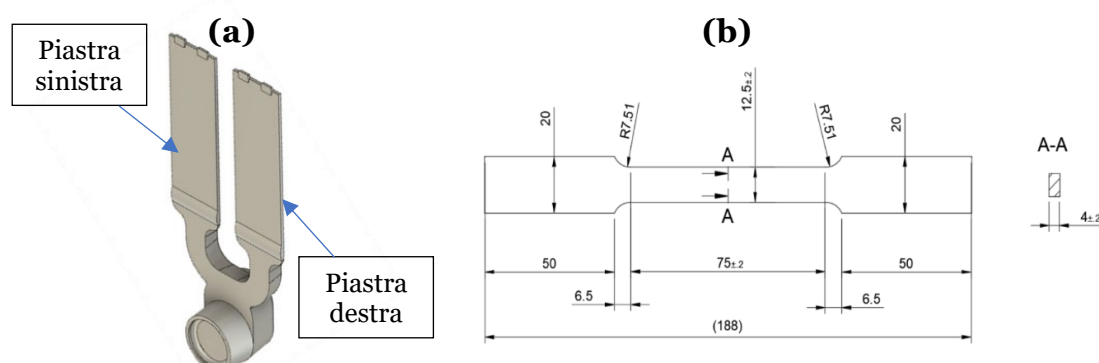 (a)
Piastra
sinistra
Piastra
destra
(b)
20
R7.51
12.5±.2
R7.51
20
A
A
A-A
4±.2
50
75±.2
50
6.5
6.5
(188)